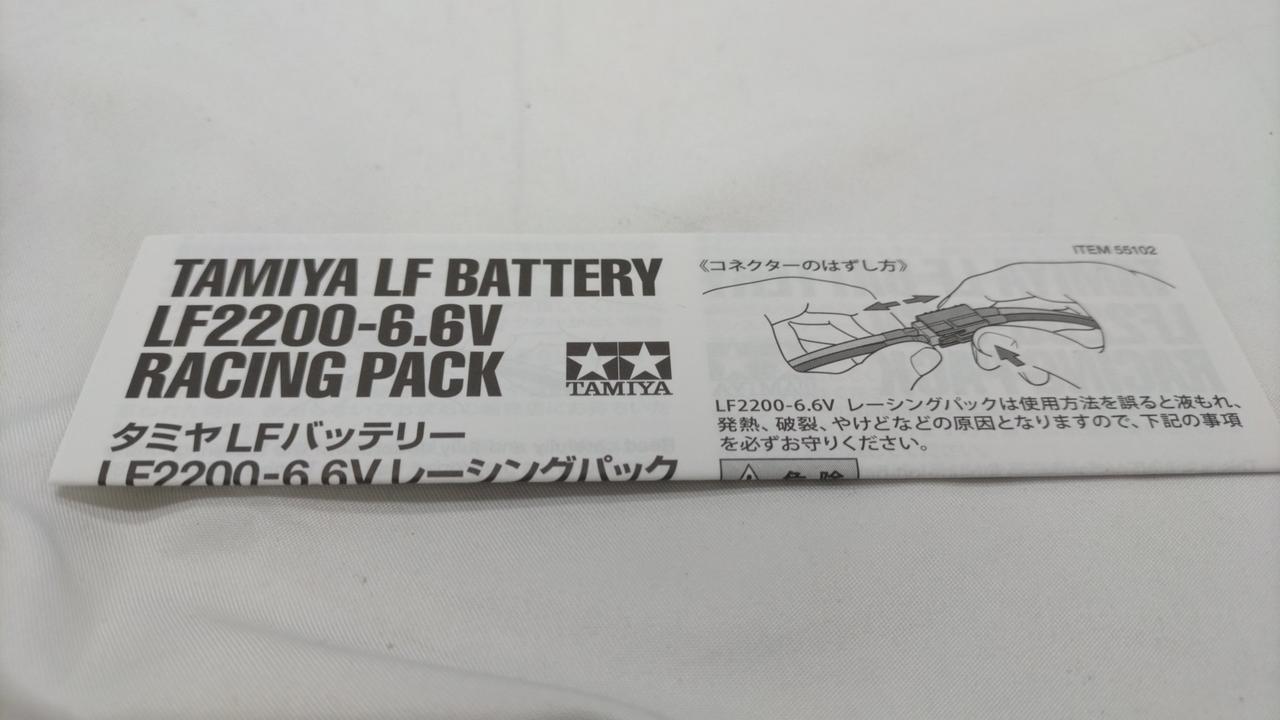 TAMIYA LF BATTERY
LF2200-6.6V
RACING PACK
TAMIYA
タミヤLFバッテリー
LF2200-6.6Vレーシングパック
ITEM 55102
《コネクターのはずし方》
LF2200-6.6V レーシングパックは使用方法を誤ると液もれ、
発熱、破裂、やけどなどの原因となりますので、下記の事項
を必ずお守りください。
危険